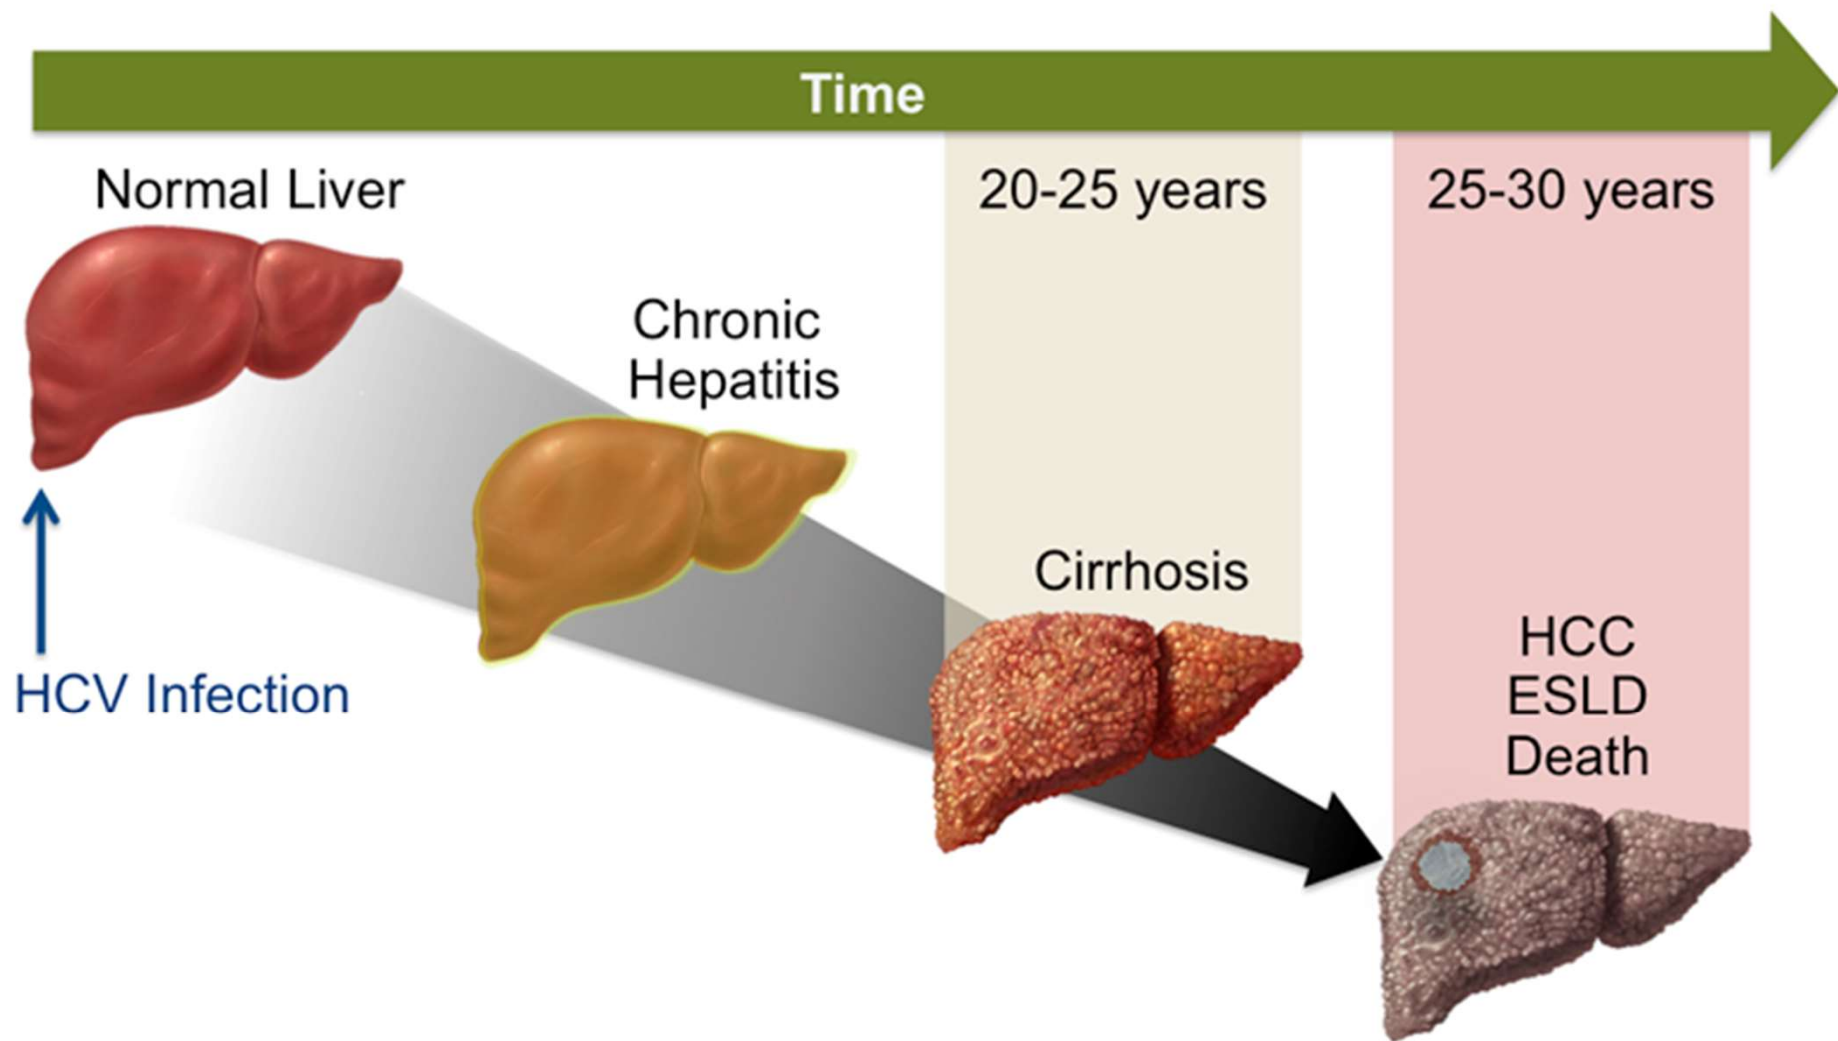 Time
Normal Liver
20-25 years
25-30 years
Chronic
Hepatitis
Cirrhosis
HCC
ESLD
Death
HCV Infection